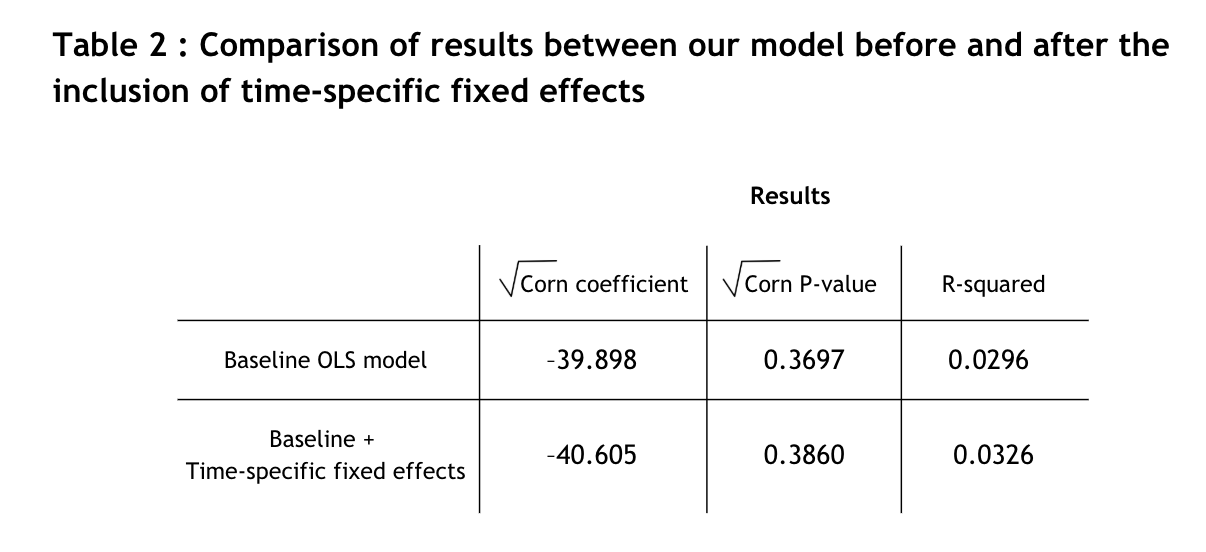 Table 2 : Comparison of results between our model before and after the
inclusion of time-specific fixed effects
Results
√Corn coefficient
√Corn P-value
R-squared
Baseline OLS model
-39.898
0.3697
0.0296
Baseline +
Time-specific fixed effects
-40.605
0.3860
0.0326